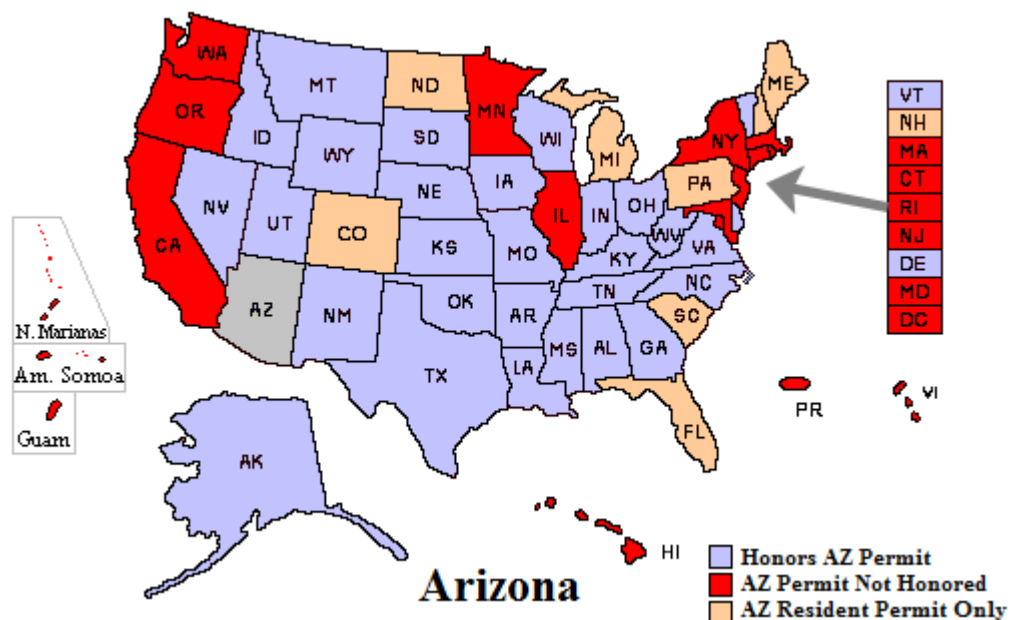 WA
MT
ND
MN
ME
OR
ID
SD
WI
NY
WY
MI
VT
NH
MA
CT
RI
NJ
DE
MD
DC
NV
UT
NE
IA
PA
CA
CO
KS
MO
IL
IN
OH
WV
VA
KY
NC
AZ
NM
OK
AR
TN
SC
MS
AL
GA
TX
LA
FL
N. Marianas
Am. Somoa
Guam
AK
PR
VI
HI
Arizona
Honors AZ Permit
AZ Permit Not Honored
AZ Resident Permit Only